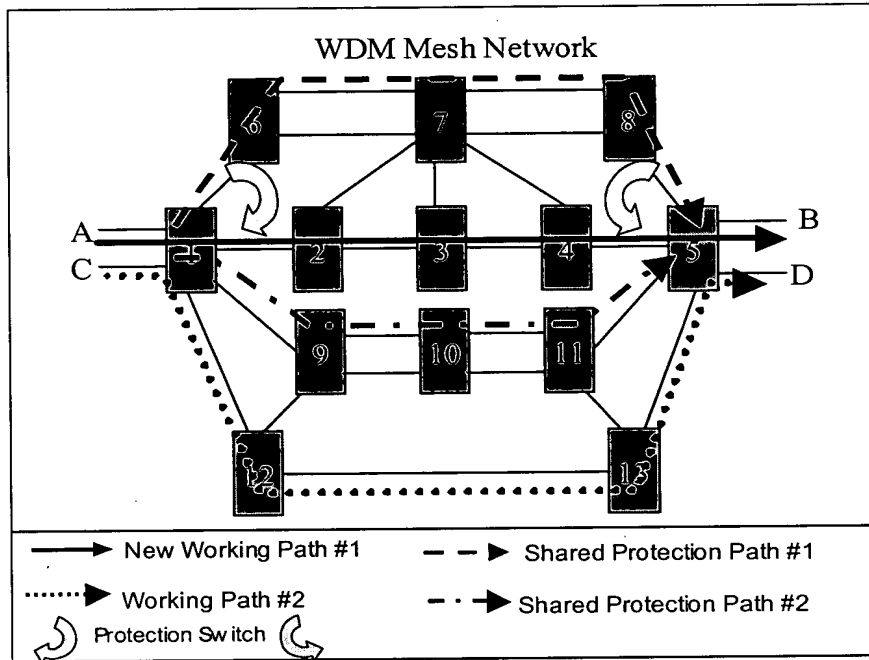 WDM Mesh Network
6 7 8
A B
1 2 3 4 5
C D
9 10 11
12 13
New Working Path #1 Shared Protection Path #1
Working Path #2 Shared Protection Path #2
Protection Switch